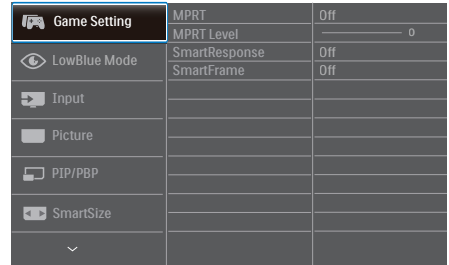 Game Setting
LowBlue Mode
Input
Picture
PIP/PBP
SmartSize
MPRT Off
MPRT Level 0
SmartResponse Off
SmartFrame Off